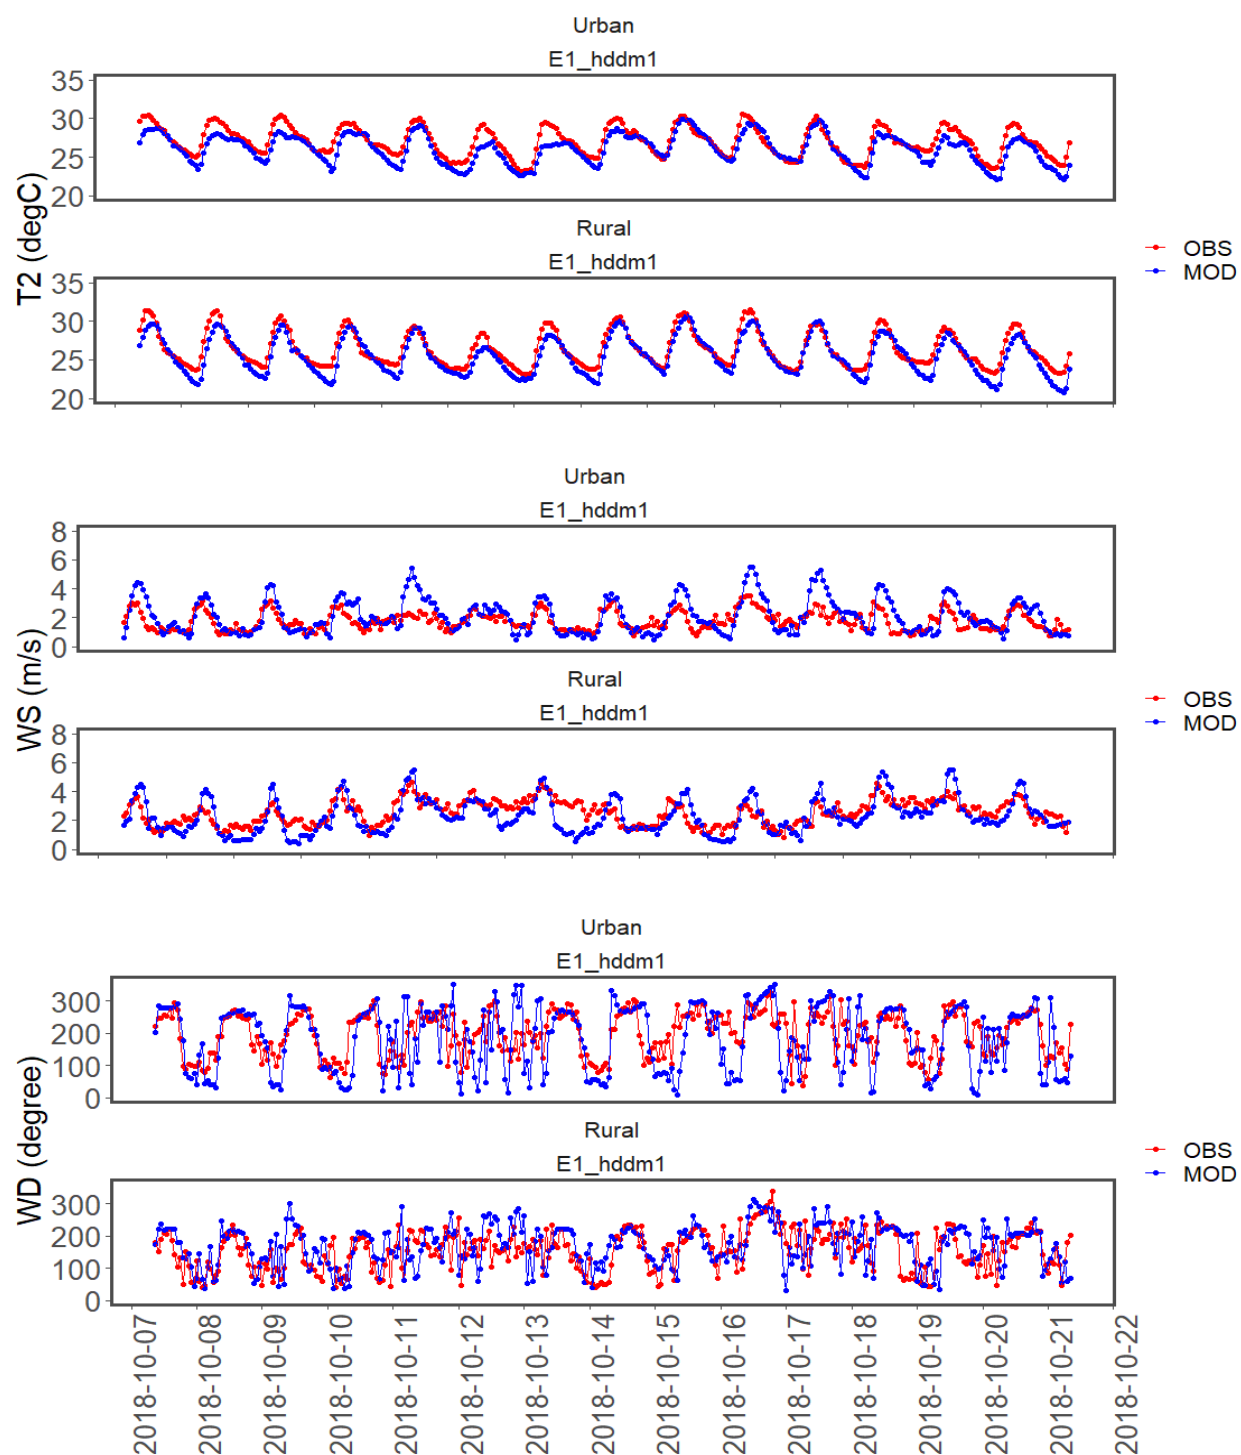 Urban
E1_hddm1
35
30
25
20
Rural
E1_hddm1
35
30
25
20
T2 (degC)
OBS
MOD
Urban
E1_hddm1
8
6
4
2
0
Rural
E1_hddm1
8
6
4
2
0
WS (m/s)
OBS
MOD
Urban
E1_hddm1
300
200
100
0
Rural
E1_hddm1
300
200
100
0
WD (degree)
OBS
MOD
2018-10-07
2018-10-08
2018-10-09
2018-10-10
2018-10-11
2018-10-12
2018-10-13
2018-10-14
2018-10-15
2018-10-16
2018-10-17
2018-10-18
2018-10-19
2018-10-20
2018-10-21
2018-10-22